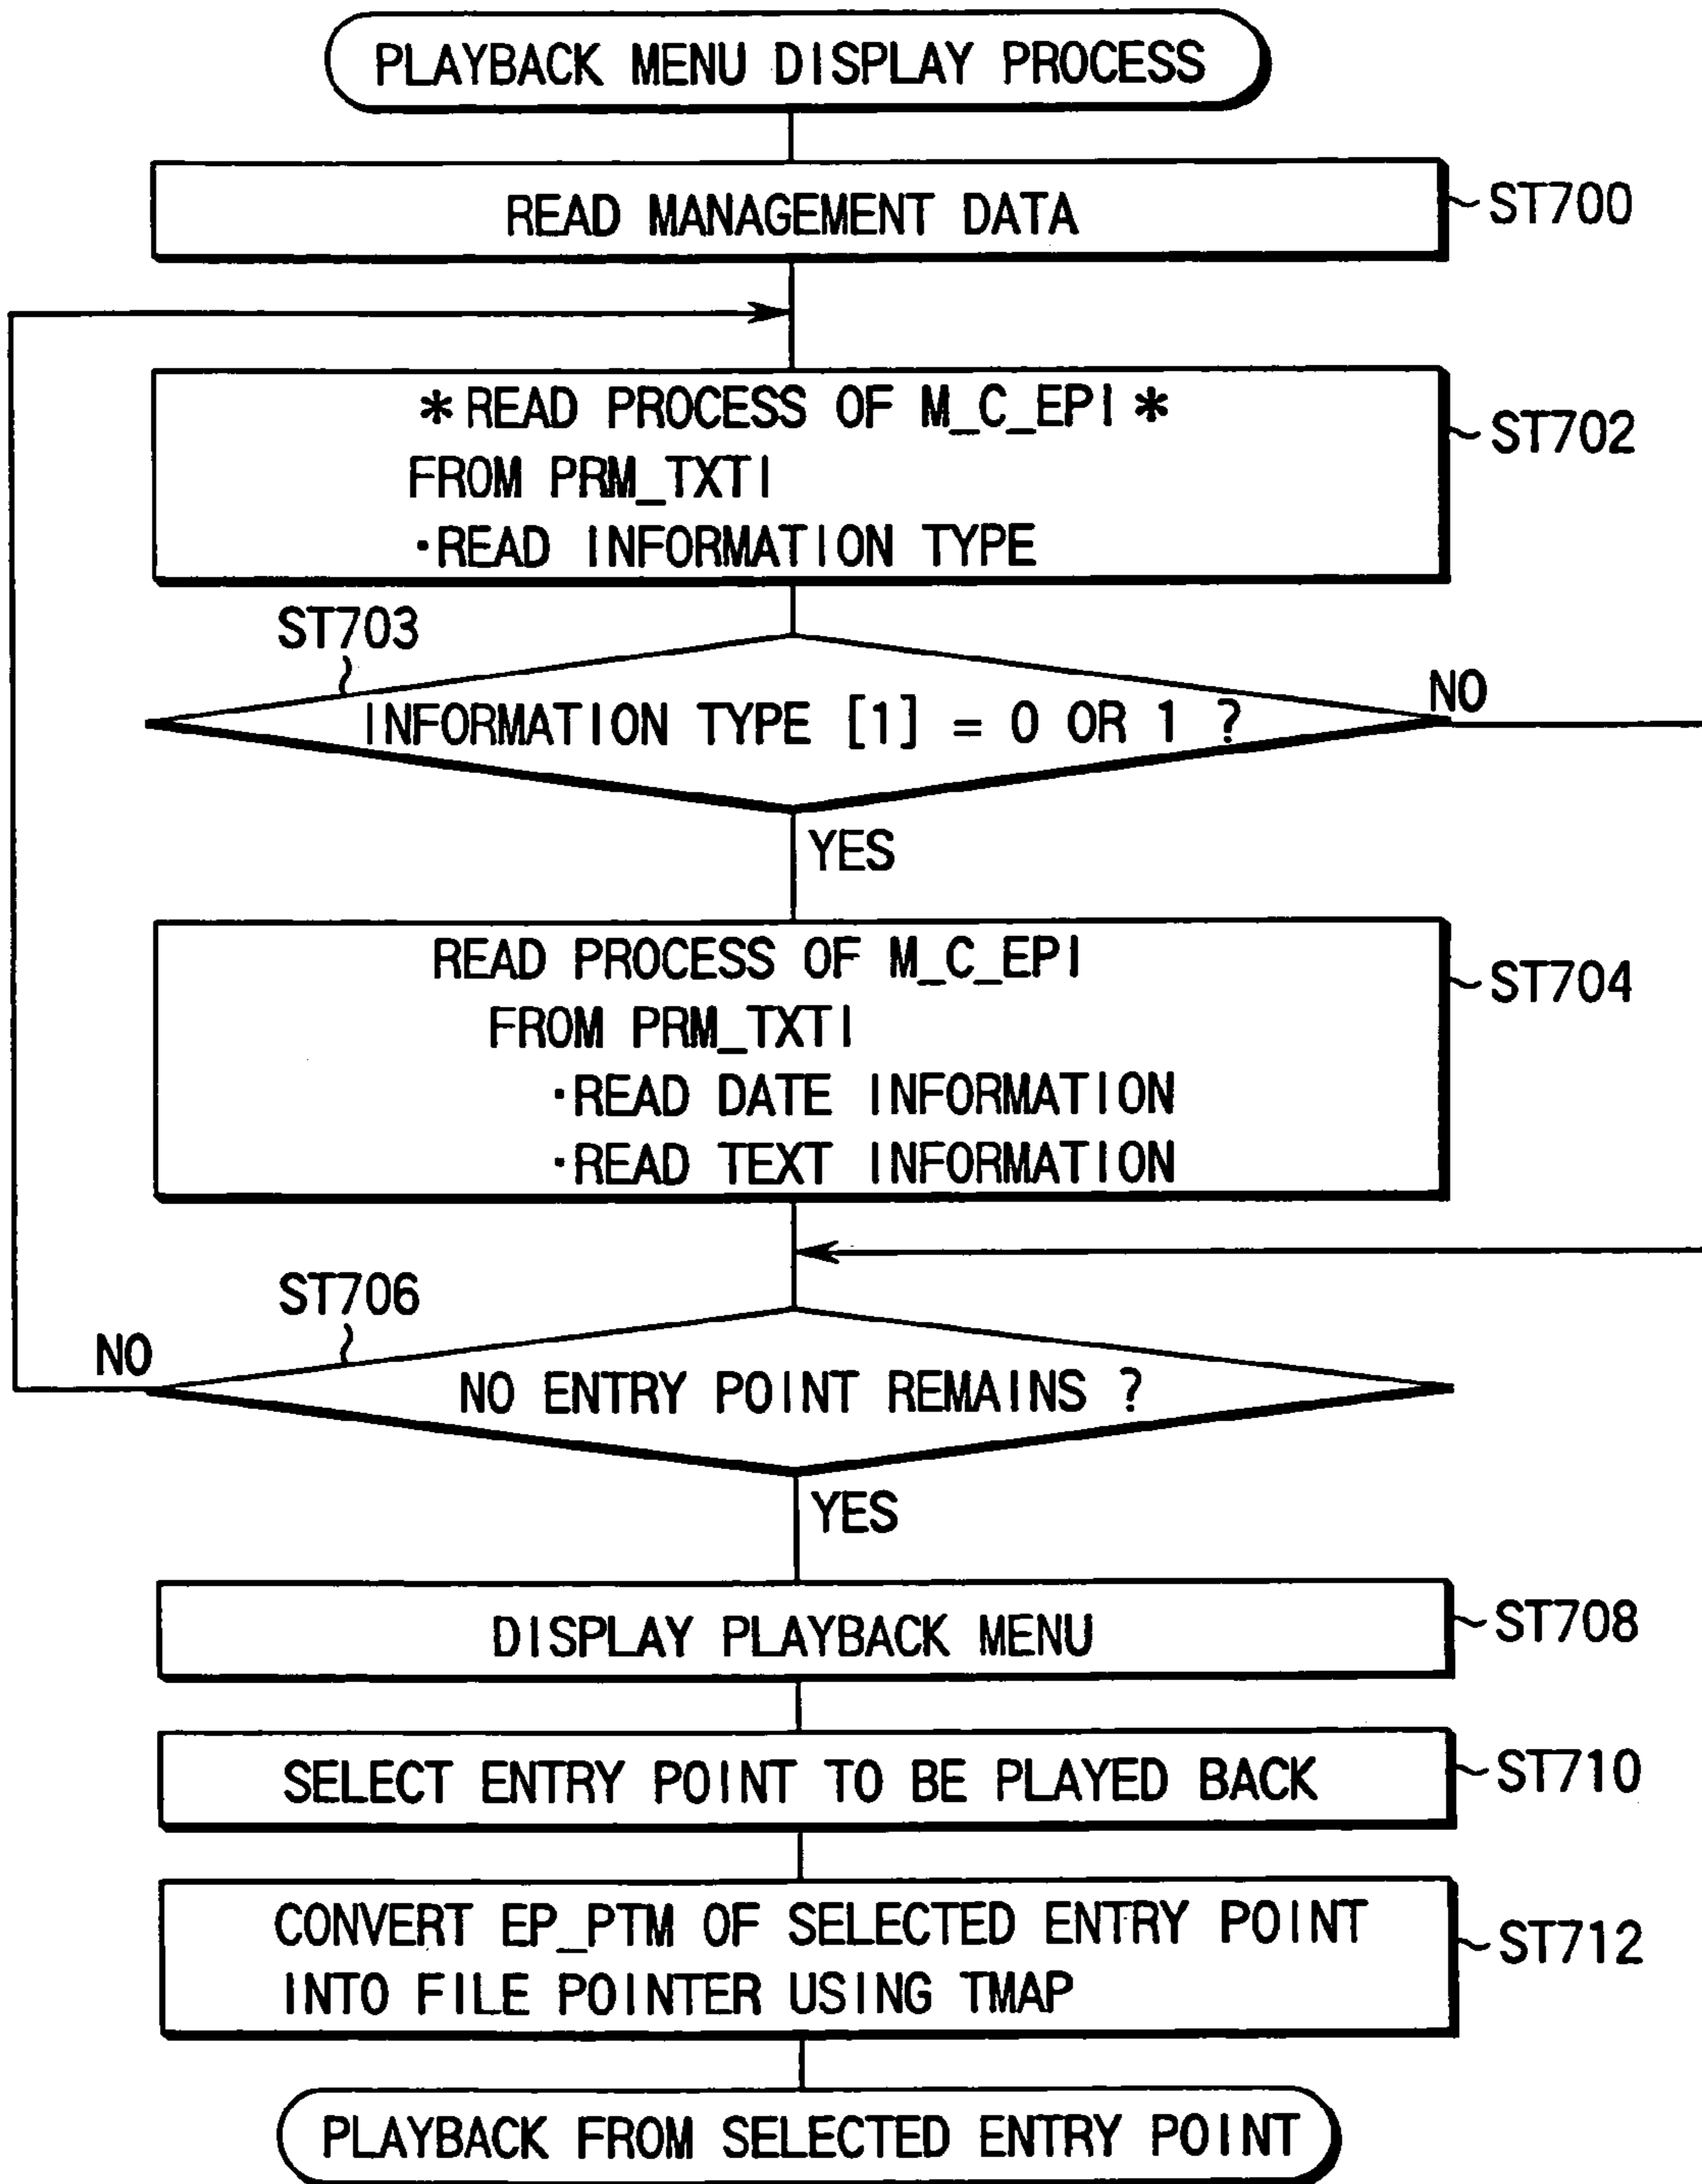 PLAYBACK MENU DISPLAY PROCESS
READ MANAGEMENT DATA
ST700
*READ PROCESS OF M_C_EPI*
FROM PRM_TXTI
·READ INFORMATION TYPE
ST702
ST703
INFORMATION TYPE [1] = 0 OR 1 ?
NO
YES
READ PROCESS OF M_C_EPI
FROM PRM_TXTI
·READ DATE INFORMATION
·READ TEXT INFORMATION
ST704
ST706
NO
NO ENTRY POINT REMAINS ?
YES
DISPLAY PLAYBACK MENU
ST708
SELECT ENTRY POINT TO BE PLAYED BACK
ST710
CONVERT EP_PTM OF SELECTED ENTRY POINT
INTO FILE POINTER USING TMAP
ST712
PLAYBACK FROM SELECTED ENTRY POINT